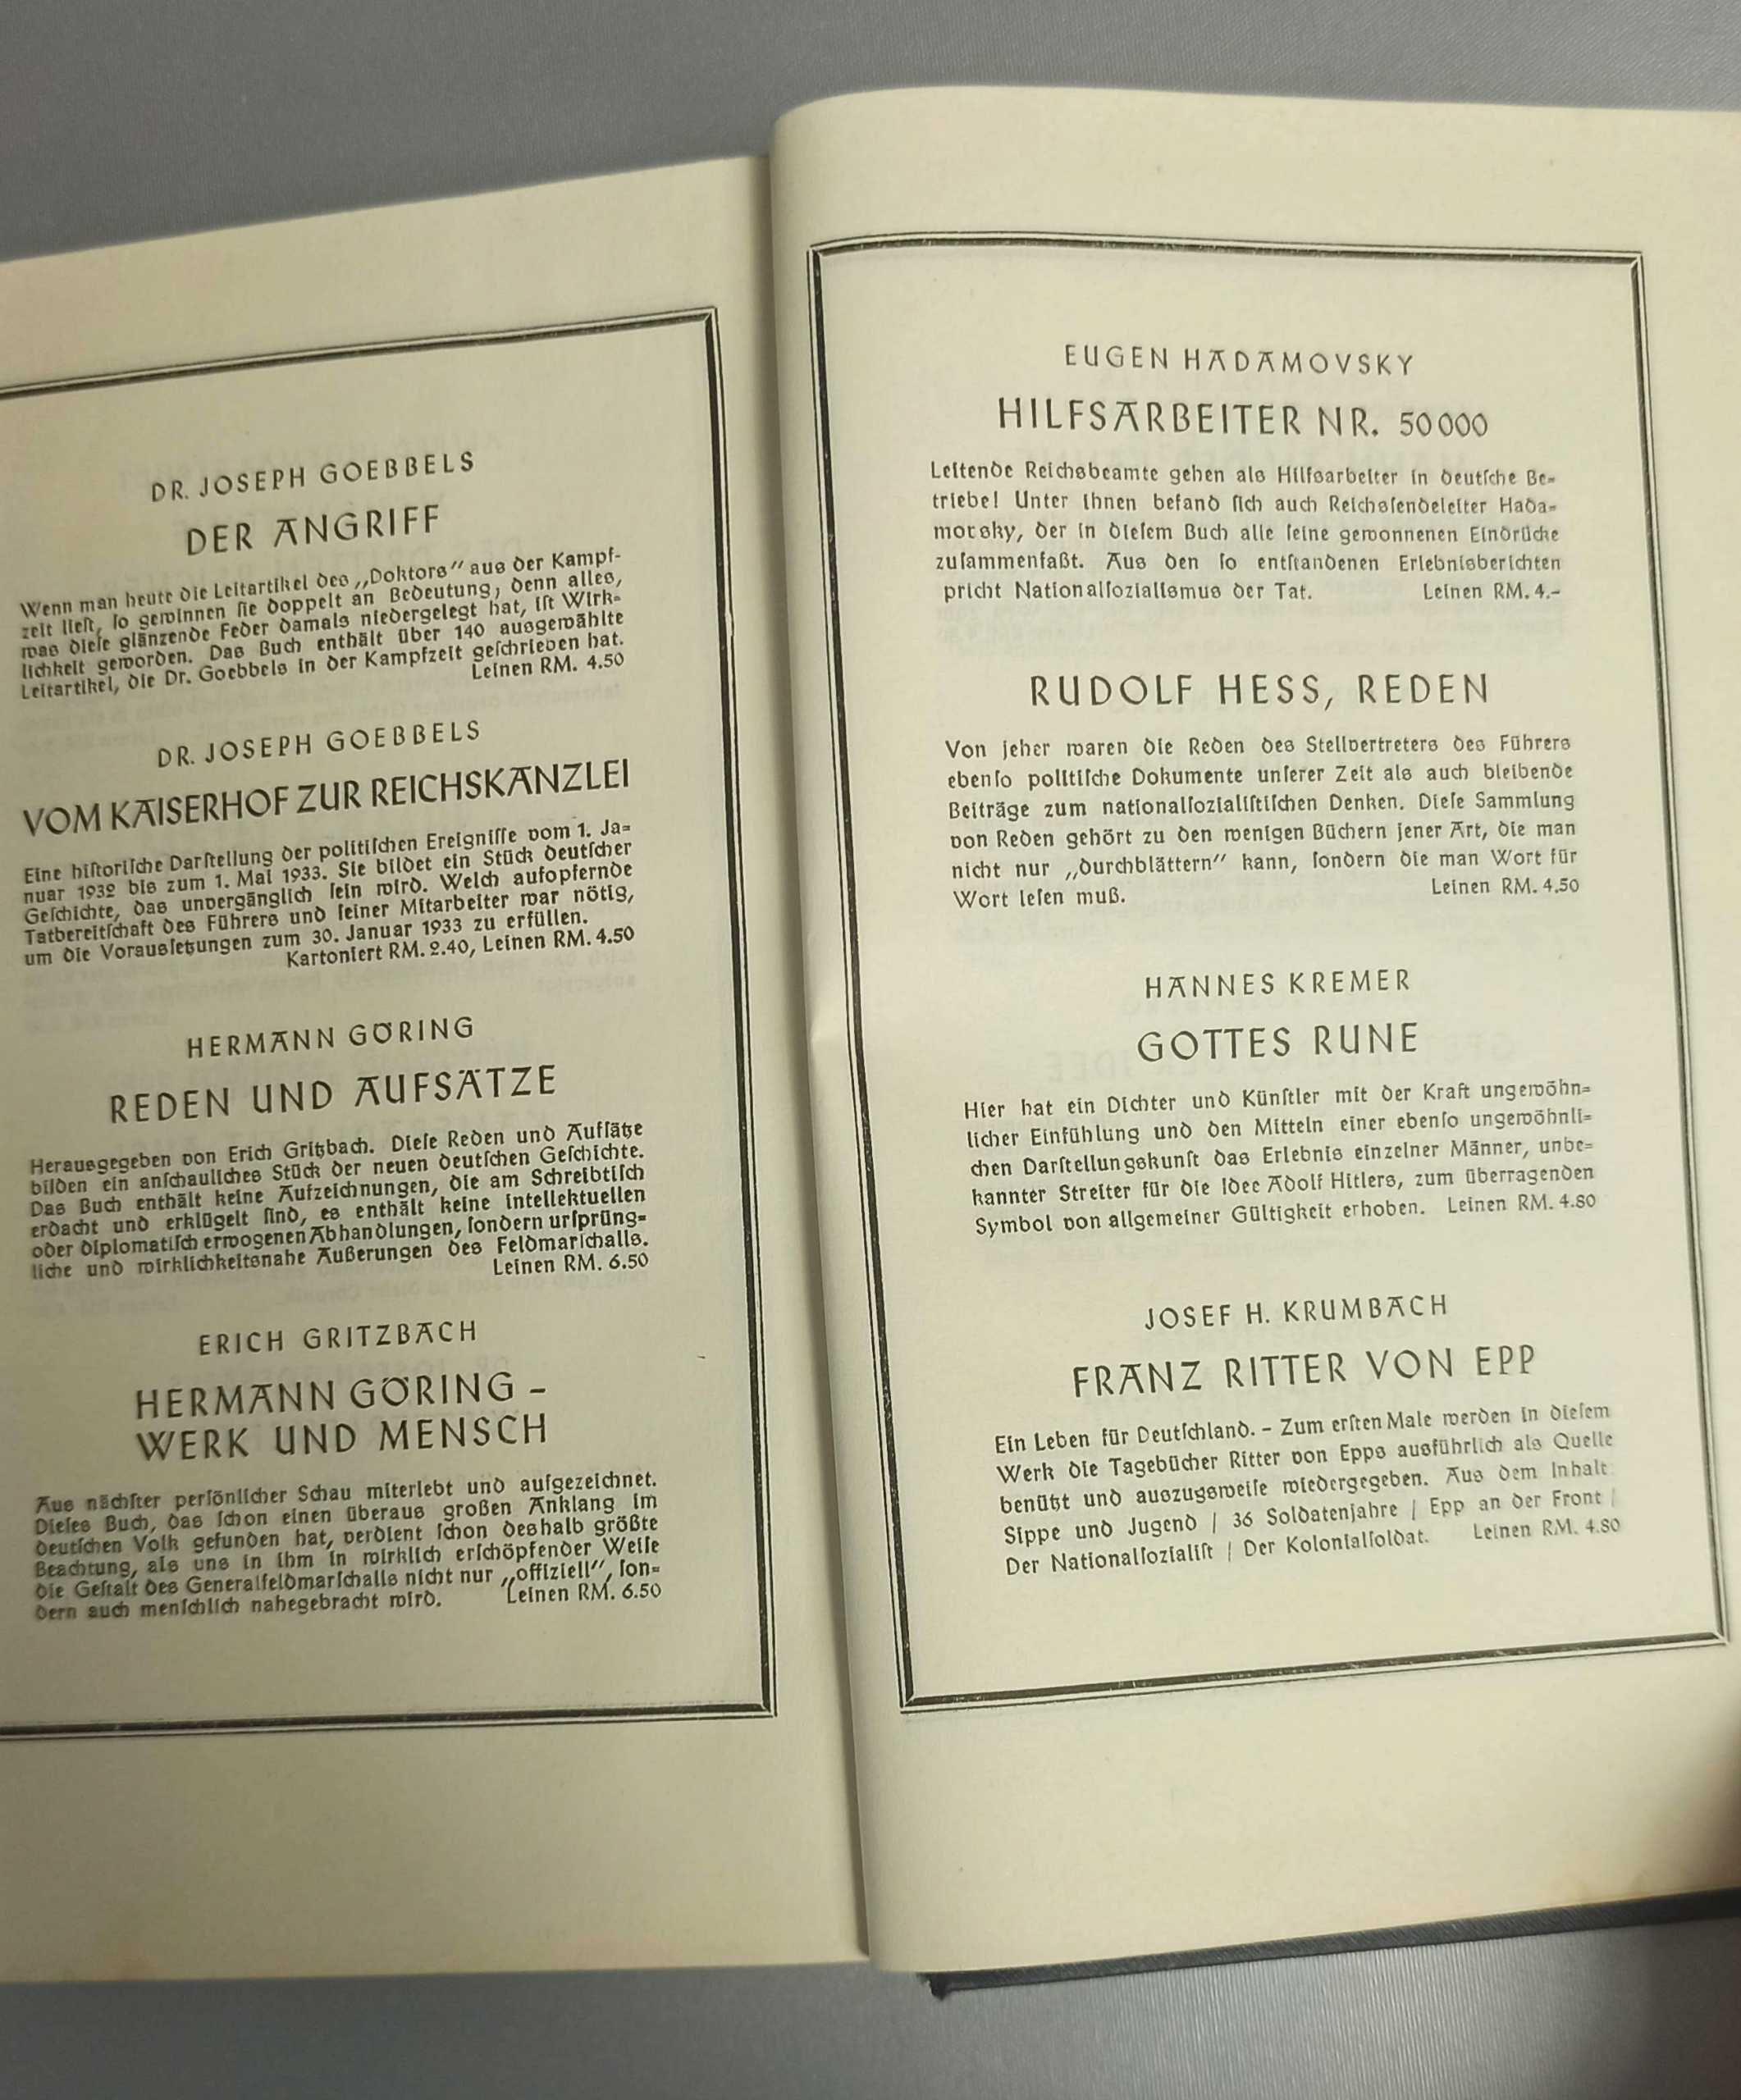 DR. JOSEPH GOEBBELS
DER ANGRIFF
Wenn man heute die Leitartikel des „Doktors“ aus der Kampf-
zeit lieſt, ſo gewinnen ſie doppelt an Bedeutung, denn alles,
was dieſe glänzende Feder damals niedergelegt hat, iſt Wirk-
lichkeit geworden. Das Buch enthält über 140 ausgewählte
Leitartikel, die Dr. Goebbels in der Kampfzeit geſchrieben hat.
Leinen RM. 4.50
DR. JOSEPH GOEBBELS
VOM KAISERHOF ZUR REICHSKANZLEI
Eine hiſtoriſche Darſtellung der politiſchen Ereigniſſe vom 1. Ja-
nuar 1932 bis zum 1. Mai 1933. Sie bildet ein Stück deutſcher
Geſchichte, das unvergänglich ſein wird. Welch aufopfernde
Tatbereitſchaft des Führers und ſeiner Mitarbeiter war nötig,
um die Vorausſetzungen zum 30. Januar 1933 zu erfüllen.
Kartoniert RM. 2.40, Leinen RM. 4.50
HERMANN GÖRING
REDEN UND AUFSÄTZE
Herausgegeben von Erich Gritzbach. Dieſe Reden und Aufſätze
bilden ein anſchauliches Stück der neuen deutſchen Geſchichte.
Das Buch enthält keine Aufzeichnungen, die am Schreibtiſch
erdacht und erklügelt ſind, es enthält keine intellektuellen
oder diplomatiſch erwogenen Abhandlungen, ſondern urſprüng-
liche und wirklichkeitsnahe Äußerungen des Feldmarſchalls.
Leinen RM. 6.50
ERICH GRITZBACH
HERMANN GÖRING –
WERK UND MENSCH
Aus nächſter perſönlicher Schau miterlebt und aufgezeichnet.
Dieſes Buch, das ſchon einen überaus großen Anklang im
deutſchen Volk gefunden hat, verdient ſchon deshalb größte
Beachtung, als uns in ihm in wirklich erſchöpfender Weiſe
die Geſtalt des Generalfeldmarſchalls nicht nur „offiziell“, ſon-
dern auch menſchlich nahegebracht wird. Leinen RM. 6.50
EUGEN HADAMOVSKY
HILFSARBEITER NR. 50000
Leitende Reichsbeamte gehen als Hilfsarbeiter in deutſche Be-
triebe! Unter ihnen befand ſich auch Reichsſendeleiter Hada-
movsky, der in dieſem Buch alle ſeine gewonnenen Eindrücke
zuſammenfaßt. Aus den ſo entſtandenen Erlebnisberichten
pricht Nationalſozialismus der Tat. Leinen RM. 4.–
RUDOLF HESS, REDEN
Von jeher waren die Reden des Stellvertreters des Führers
ebenſo politiſche Dokumente unſerer Zeit als auch bleibende
Beiträge zum nationalſozialiſtiſchen Denken. Dieſe Sammlung
von Reden gehört zu den wenigen Büchern jener Art, die man
nicht nur „durchblättern“ kann, ſondern die man Wort für
Wort leſen muß. Leinen RM. 4.50
HANNES KREMER
GOTTES RUNE
Hier hat ein Dichter und Künſtler mit der Kraft ungewöhn-
licher Einfühlung und den Mitteln einer ebenſo ungewöhnli-
chen Darſtellungskunſt das Erlebnis einzelner Männer, unbe-
kannter Streiter für die Idee Adolf Hitlers, zum überragenden
Symbol von allgemeiner Gültigkeit erhoben. Leinen RM. 4.80
JOSEF H. KRUMBACH
FRANZ RITTER VON EPP
Ein Leben für Deutſchland. – Zum erſten Male werden in dieſem
Werk die Tagebücher Ritter von Epps ausführlich als Quelle
benützt und auszugsweiſe wiedergegeben. Aus dem Inhalt:
Sippe und Jugend / 36 Soldatenjahre / Epp an der Front /
Der Nationalſozialiſt / Der Kolonialſoldat. Leinen RM. 4.80